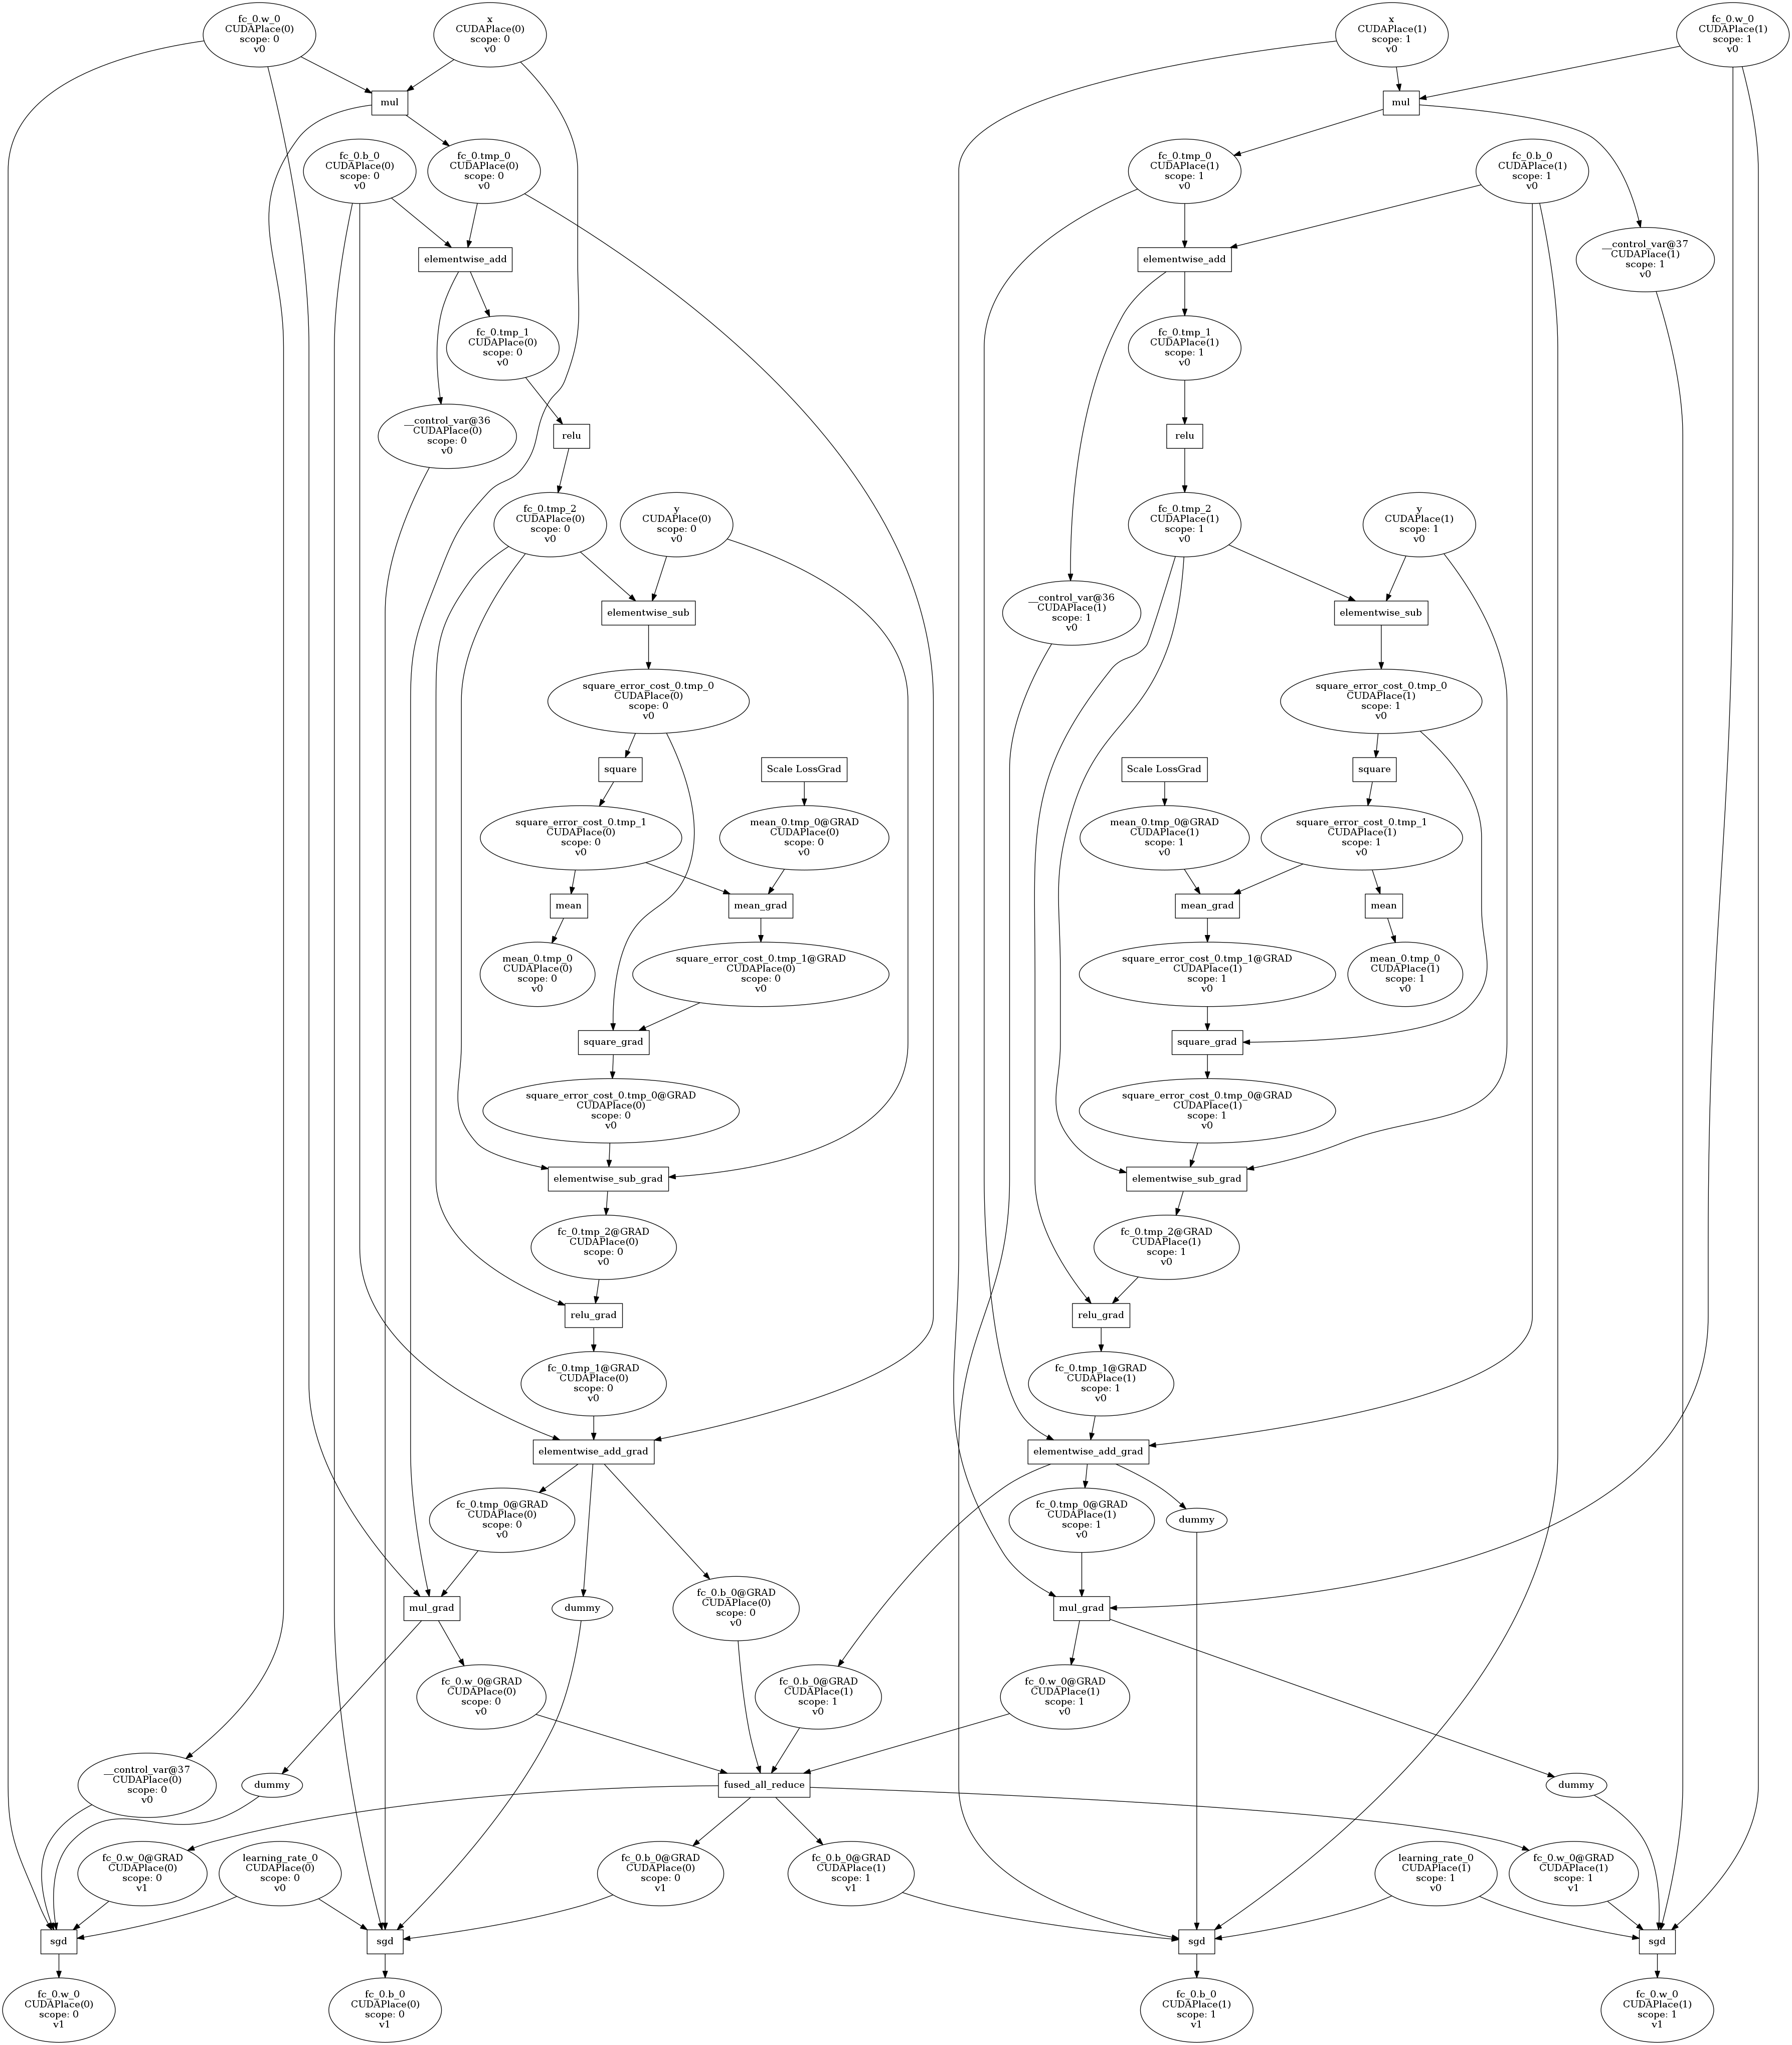 fc_0.w_0
CUDAPlace(0)
scope: 0
v0
x
CUDAPlace(0)
scope: 0
v0
x
CUDAPlace(1)
scope: 1
v0
fc_0.w_0
CUDAPlace(1)
scope: 1
v0
mul
mul
fc_0.b_0
CUDAPlace(0)
scope: 0
v0
fc_0.tmp_0
CUDAPlace(0)
scope: 0
v0
fc_0.tmp_0
CUDAPlace(1)
scope: 1
v0
fc_0.b_0
CUDAPlace(1)
scope: 1
v0
elementwise_add
elementwise_add
__control_var@37
CUDAPlace(1)
scope: 1
v0
fc_0.tmp_1
CUDAPlace(0)
scope: 0
v0
fc_0.tmp_1
CUDAPlace(1)
scope: 1
v0
__control_var@36
CUDAPlace(0)
scope: 0
v0
relu
relu
fc_0.tmp_2
CUDAPlace(0)
scope: 0
v0
y
CUDAPlace(0)
scope: 0
v0
fc_0.tmp_2
CUDAPlace(1)
scope: 1
v0
y
CUDAPlace(1)
scope: 1
v0
elementwise_sub
__control_var@36
CUDAPlace(1)
scope: 1
v0
elementwise_sub
square_error_cost_0.tmp_0
CUDAPlace(0)
scope: 0
v0
square_error_cost_0.tmp_0
CUDAPlace(1)
scope: 1
v0
square
Scale LossGrad
Scale LossGrad
square
square_error_cost_0.tmp_1
CUDAPlace(0)
scope: 0
v0
mean_0.tmp_0@GRAD
CUDAPlace(0)
scope: 0
v0
mean_0.tmp_0@GRAD
CUDAPlace(1)
scope: 1
v0
square_error_cost_0.tmp_1
CUDAPlace(1)
scope: 1
v0
mean
mean_grad
mean_grad
mean
mean_0.tmp_0
CUDAPlace(0)
scope: 0
v0
square_error_cost_0.tmp_1@GRAD
CUDAPlace(0)
scope: 0
v0
square_error_cost_0.tmp_1@GRAD
CUDAPlace(1)
scope: 1
v0
mean_0.tmp_0
CUDAPlace(1)
scope: 1
v0
square_grad
square_grad
square_error_cost_0.tmp_0@GRAD
CUDAPlace(0)
scope: 0
v0
square_error_cost_0.tmp_0@GRAD
CUDAPlace(1)
scope: 1
v0
elementwise_sub_grad
elementwise_sub_grad
fc_0.tmp_2@GRAD
CUDAPlace(0)
scope: 0
v0
fc_0.tmp_2@GRAD
CUDAPlace(1)
scope: 1
v0
relu_grad
relu_grad
fc_0.tmp_1@GRAD
CUDAPlace(0)
scope: 0
v0
fc_0.tmp_1@GRAD
CUDAPlace(1)
scope: 1
v0
elementwise_add_grad
elementwise_add_grad
fc_0.tmp_0@GRAD
CUDAPlace(0)
scope: 0
v0
fc_0.tmp_0@GRAD
CUDAPlace(1)
scope: 1
v0
dummy
mul_grad
dummy
fc_0.b_0@GRAD
CUDAPlace(0)
scope: 0
v0
mul_grad
fc_0.w_0@GRAD
CUDAPlace(0)
scope: 0
v0
fc_0.b_0@GRAD
CUDAPlace(1)
scope: 1
v0
fc_0.w_0@GRAD
CUDAPlace(1)
scope: 1
v0
__control_var@37
CUDAPlace(0)
scope: 0
v0
dummy
fused_all_reduce
dummy
fc_0.w_0@GRAD
CUDAPlace(0)
scope: 0
v1
learning_rate_0
CUDAPlace(0)
scope: 0
v0
fc_0.b_0@GRAD
CUDAPlace(0)
scope: 0
v1
fc_0.b_0@GRAD
CUDAPlace(1)
scope: 1
v1
learning_rate_0
CUDAPlace(1)
scope: 1
v0
fc_0.w_0@GRAD
CUDAPlace(1)
scope: 1
v1
sgd
sgd
sgd
sgd
fc_0.w_0
CUDAPlace(0)
scope: 0
v1
fc_0.b_0
CUDAPlace(0)
scope: 0
v1
fc_0.b_0
CUDAPlace(1)
scope: 1
v1
fc_0.w_0
CUDAPlace(1)
scope: 1
v1